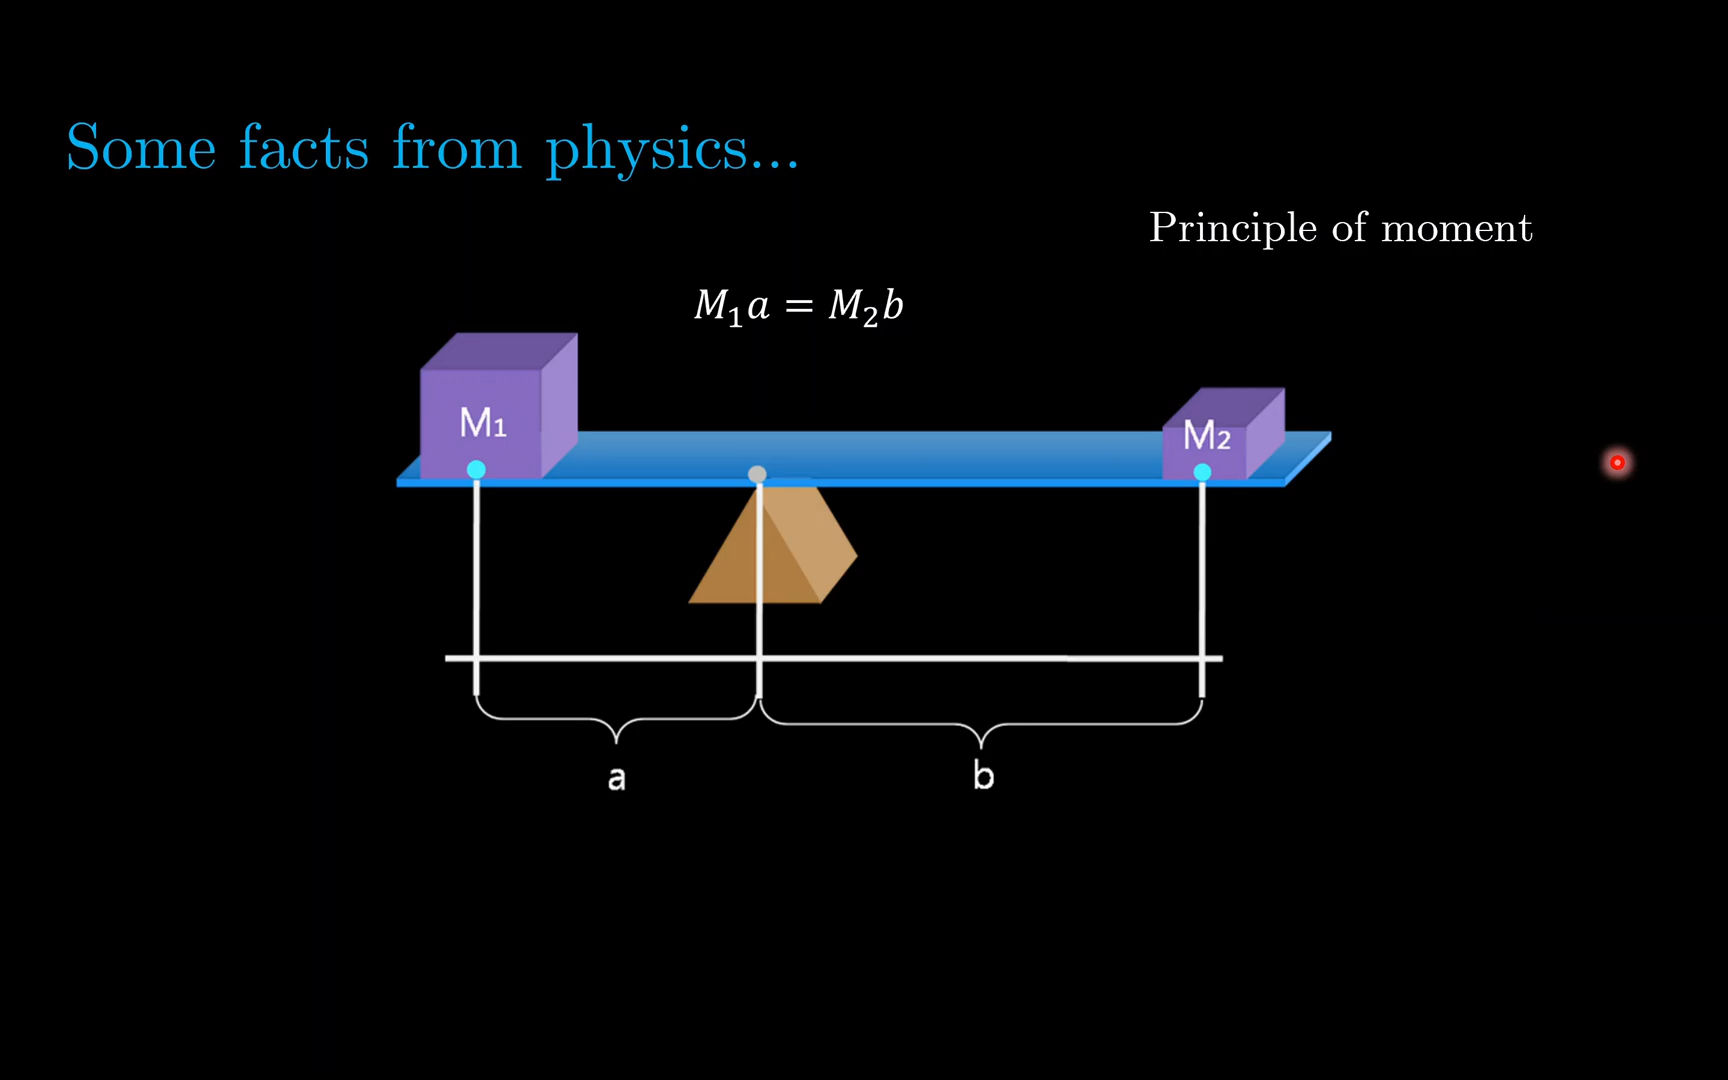 Some facts from physics...
Principle of moment
M₁a = M₂b
M₁
M₂
a
b